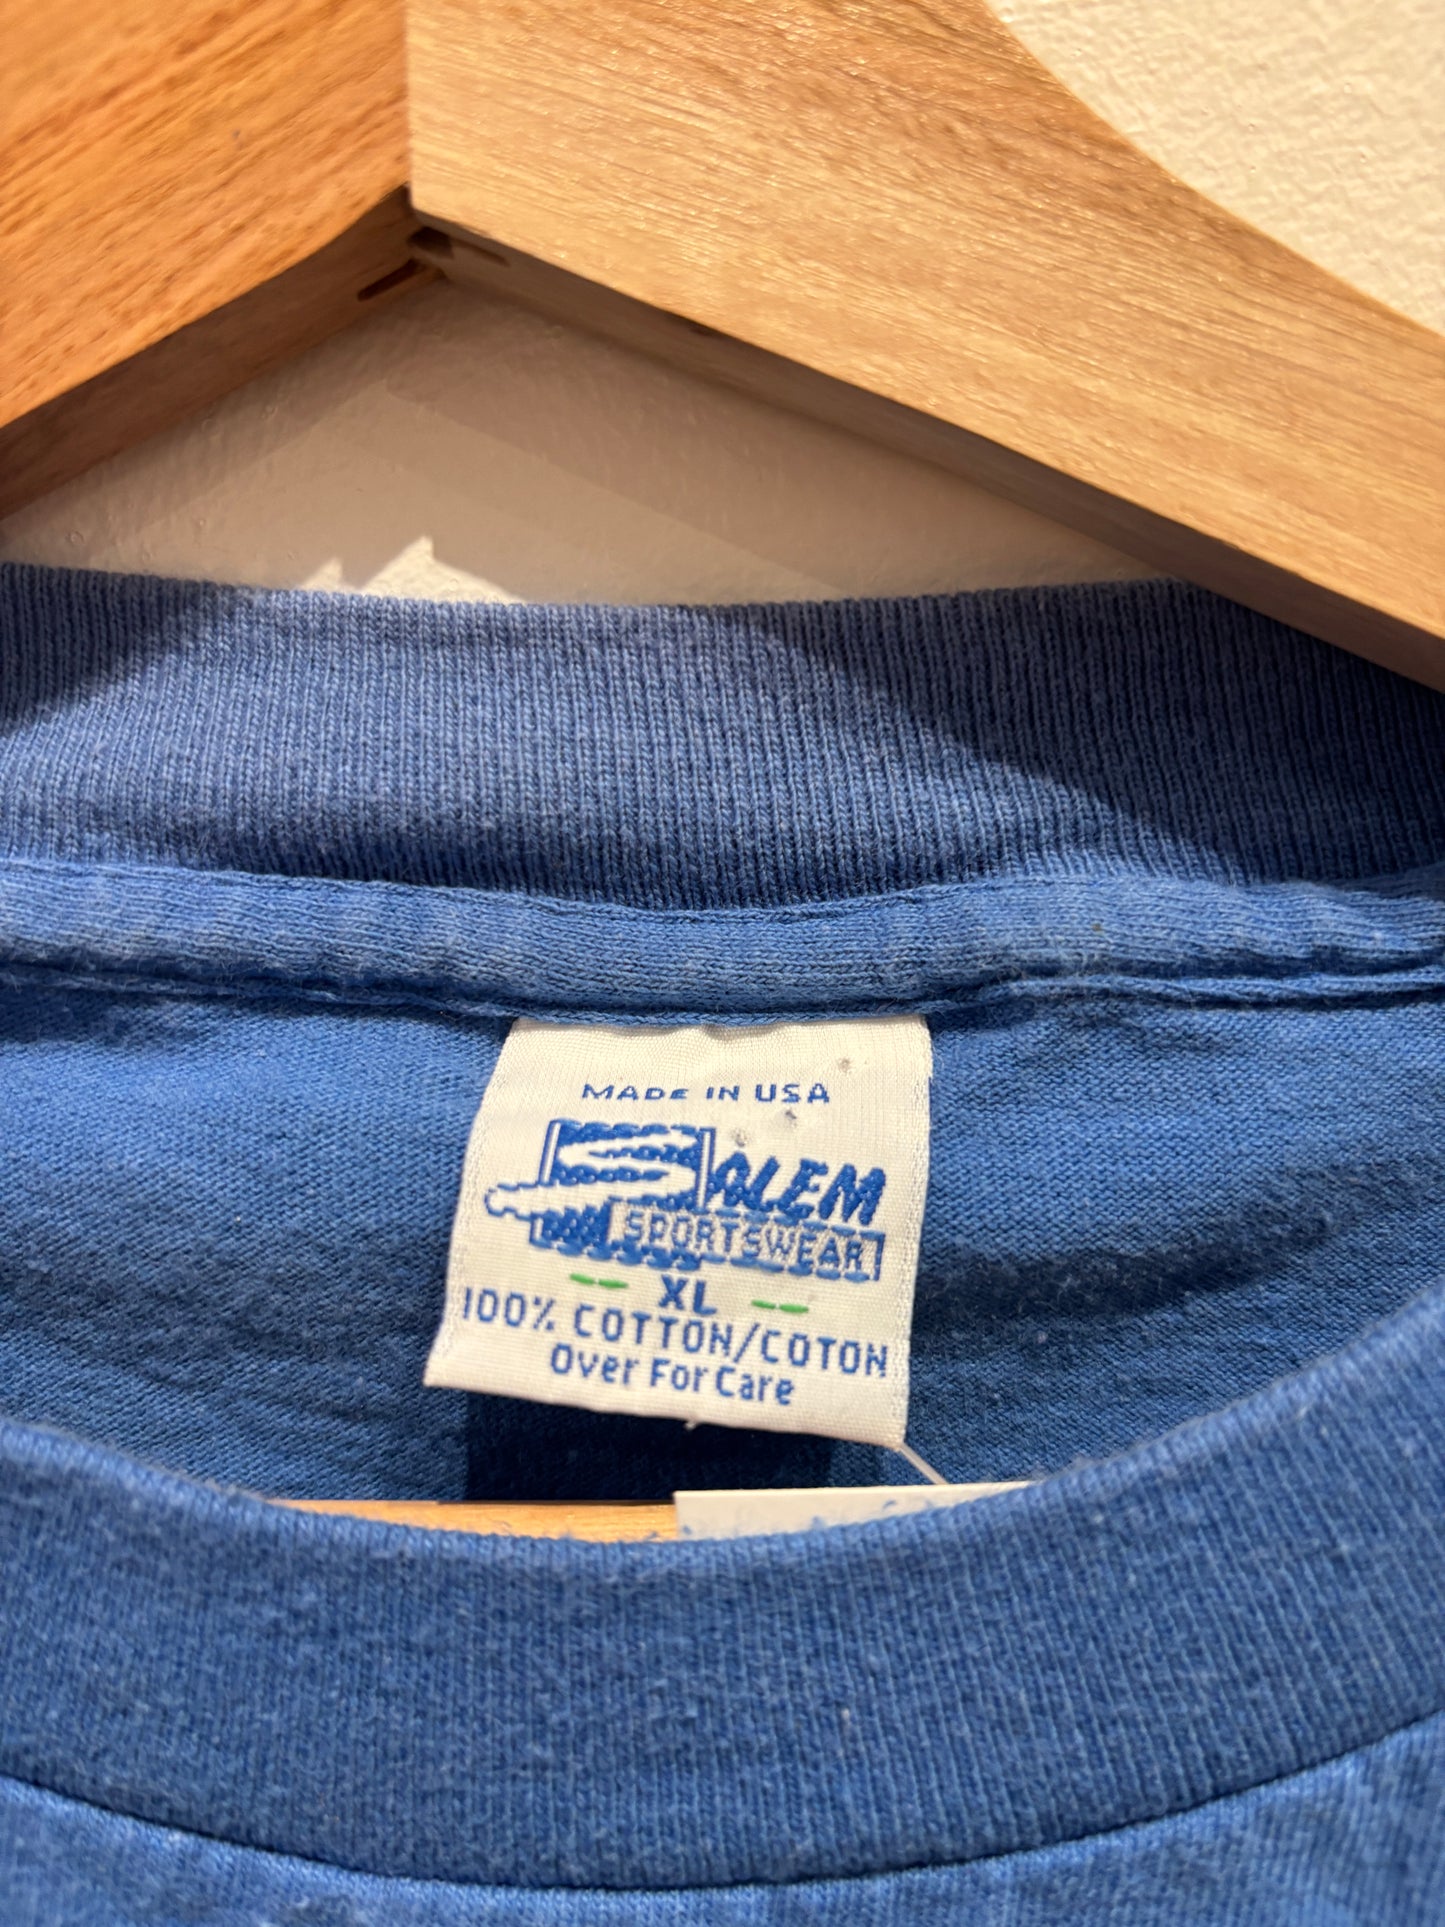 MADE IN USA
SALEM
SPORTSWEAR
XL
100% COTTON/COTON
Over For Care